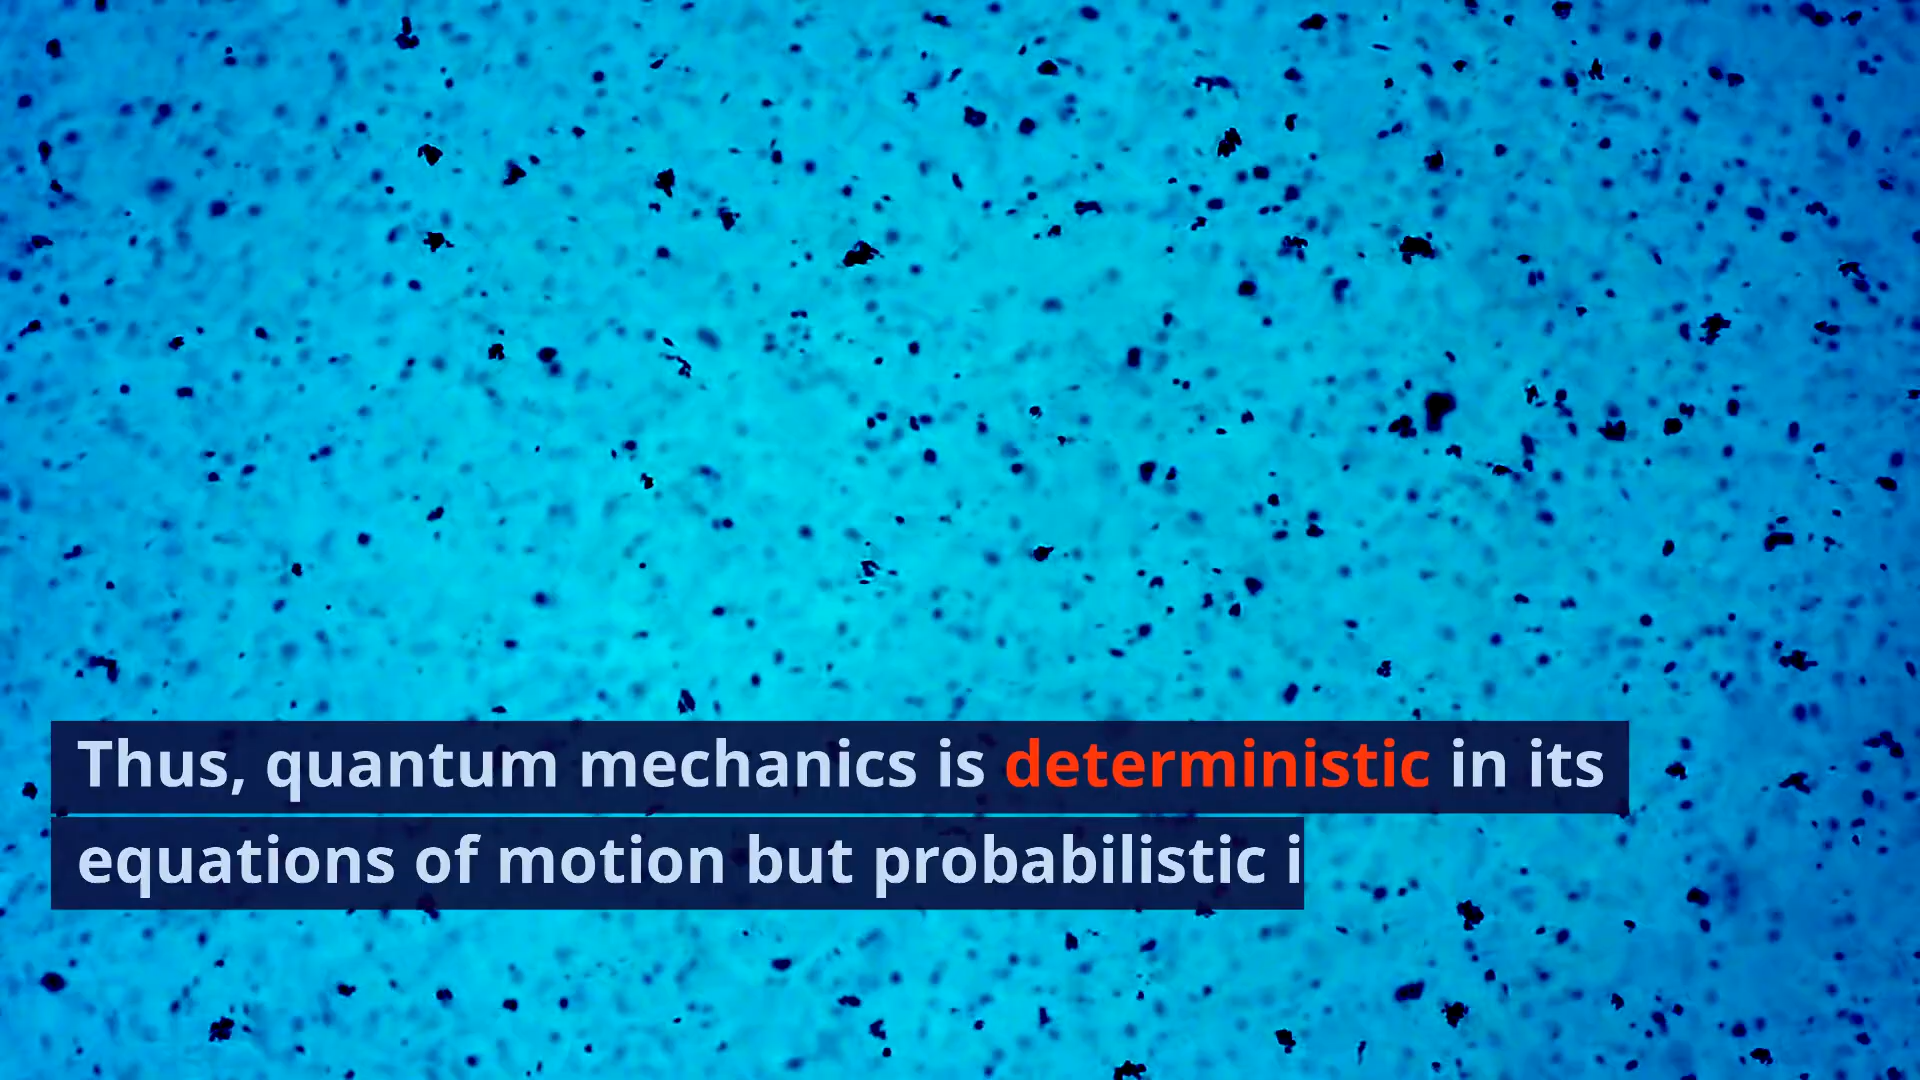 Thus, quantum mechanics is deterministic in its
equations of motion but probabilistic i